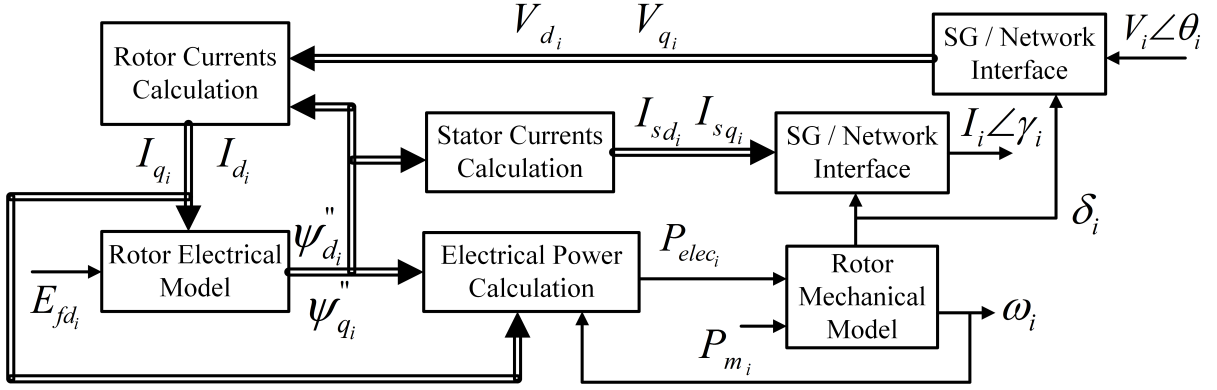 V_{d_i} V_{q_i}
SG / Network
Interface
V_i∠θ_i
Rotor Currents
Calculation
Stator Currents
Calculation
I_{sd_i} I_{sq_i}
SG / Network
Interface
I_i∠γ_i
I_{q_i} I_{d_i}
δ_i
Rotor Electrical
Model
E_{fd_i}
ψ''_{d_i}
ψ''_{q_i}
Electrical Power
Calculation
P_{elec_i}
Rotor
Mechanical
Model
P_{m_i}
ω_i